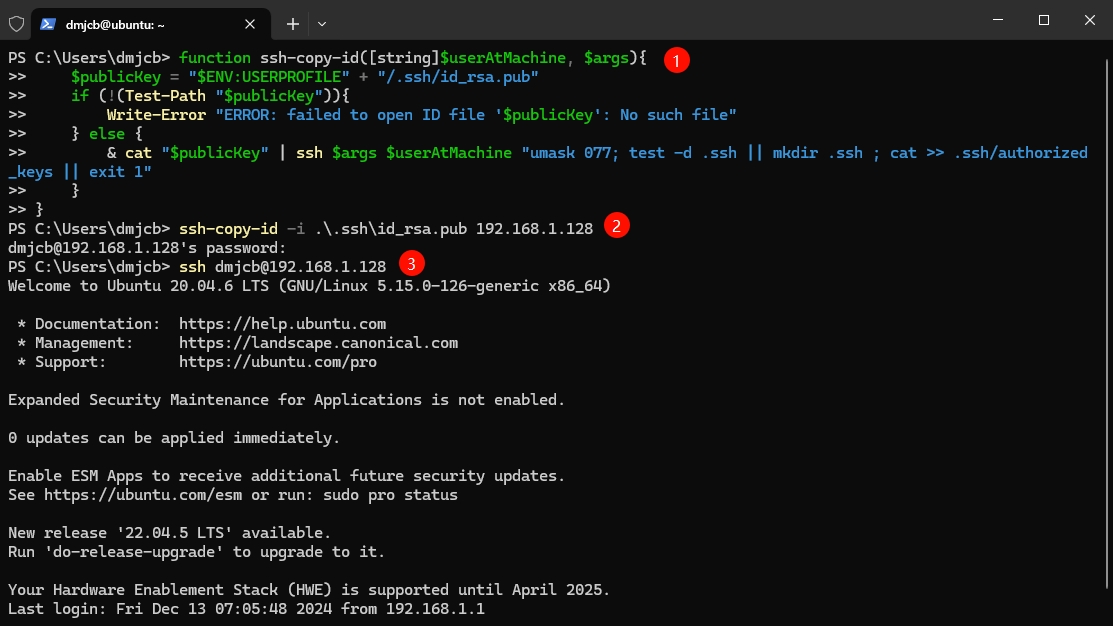 dmjcb@ubuntu: ~
PS C:\Users\dmjcb> function ssh-copy-id([string]$userAtMachine, $args){
1
>>     $publicKey = "$ENV:USERPROFILE" + "/.ssh/id_rsa.pub"
>>     if (!(Test-Path "$publicKey")){
>>         Write-Error "ERROR: failed to open ID file '$publicKey': No such file"
>>     } else {
>>         & cat "$publicKey" | ssh $args $userAtMachine "umask 077; test -d .ssh || mkdir .ssh ; cat >> .ssh/authorized
_keys || exit 1"
>>     }
>> }
PS C:\Users\dmjcb> ssh-copy-id -i .\.ssh\id_rsa.pub 192.168.1.128
2
dmjcb@192.168.1.128's password:
PS C:\Users\dmjcb> ssh dmjcb@192.168.1.128
3
Welcome to Ubuntu 20.04.6 LTS (GNU/Linux 5.15.0-126-generic x86_64)
 * Documentation:  https://help.ubuntu.com
 * Management:     https://landscape.canonical.com
 * Support:        https://ubuntu.com/pro
Expanded Security Maintenance for Applications is not enabled.
0 updates can be applied immediately.
Enable ESM Apps to receive additional future security updates.
See https://ubuntu.com/esm or run: sudo pro status
New release '22.04.5 LTS' available.
Run 'do-release-upgrade' to upgrade to it.
Your Hardware Enablement Stack (HWE) is supported until April 2025.
Last login: Fri Dec 13 07:05:48 2024 from 192.168.1.1